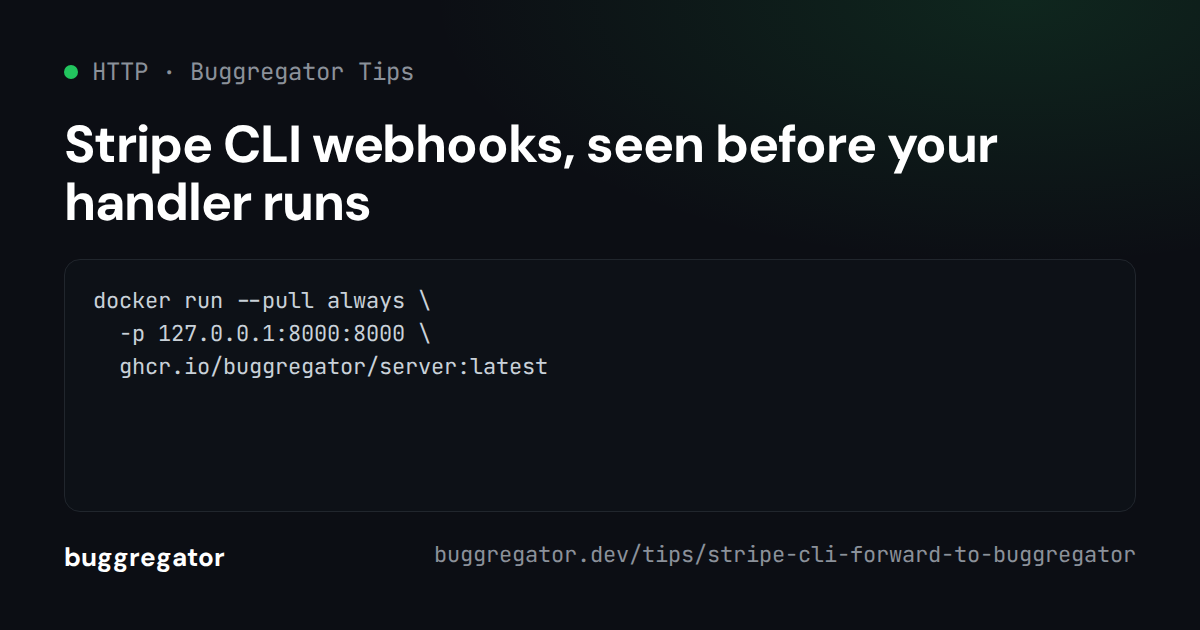 HTTP · Buggregator Tips
Stripe CLI webhooks, seen before your
handler runs
docker run --pull always \
  -p 127.0.0.1:8000:8000 \
  ghcr.io/buggregator/server:latest
buggregator
buggregator.dev/tips/stripe-cli-forward-to-buggregator